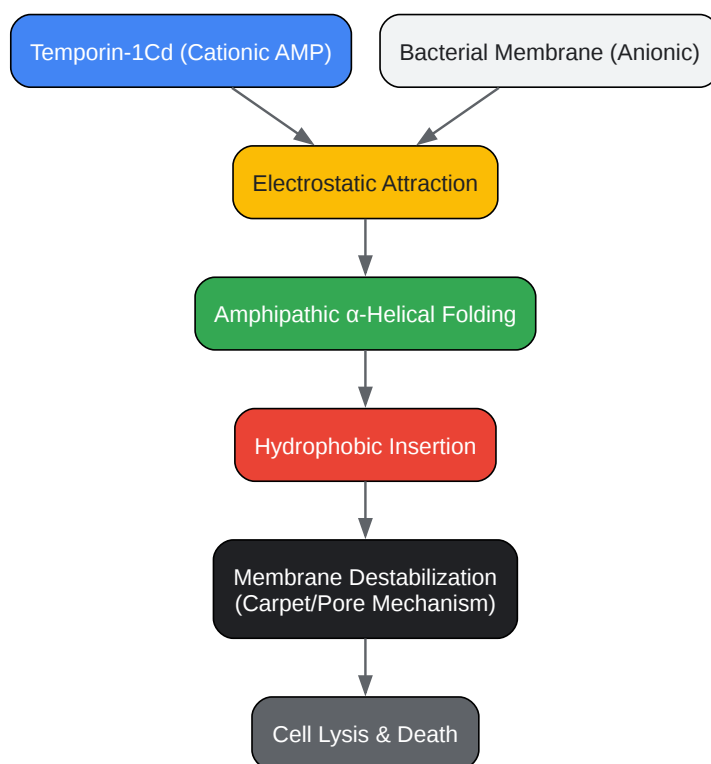 Temporin-1Cd (Cationic AMP)
Bacterial Membrane (Anionic)
Electrostatic Attraction
Amphipathic α-Helical Folding
Hydrophobic Insertion
Membrane Destabilization
(Carpet/Pore Mechanism)
Cell Lysis & Death